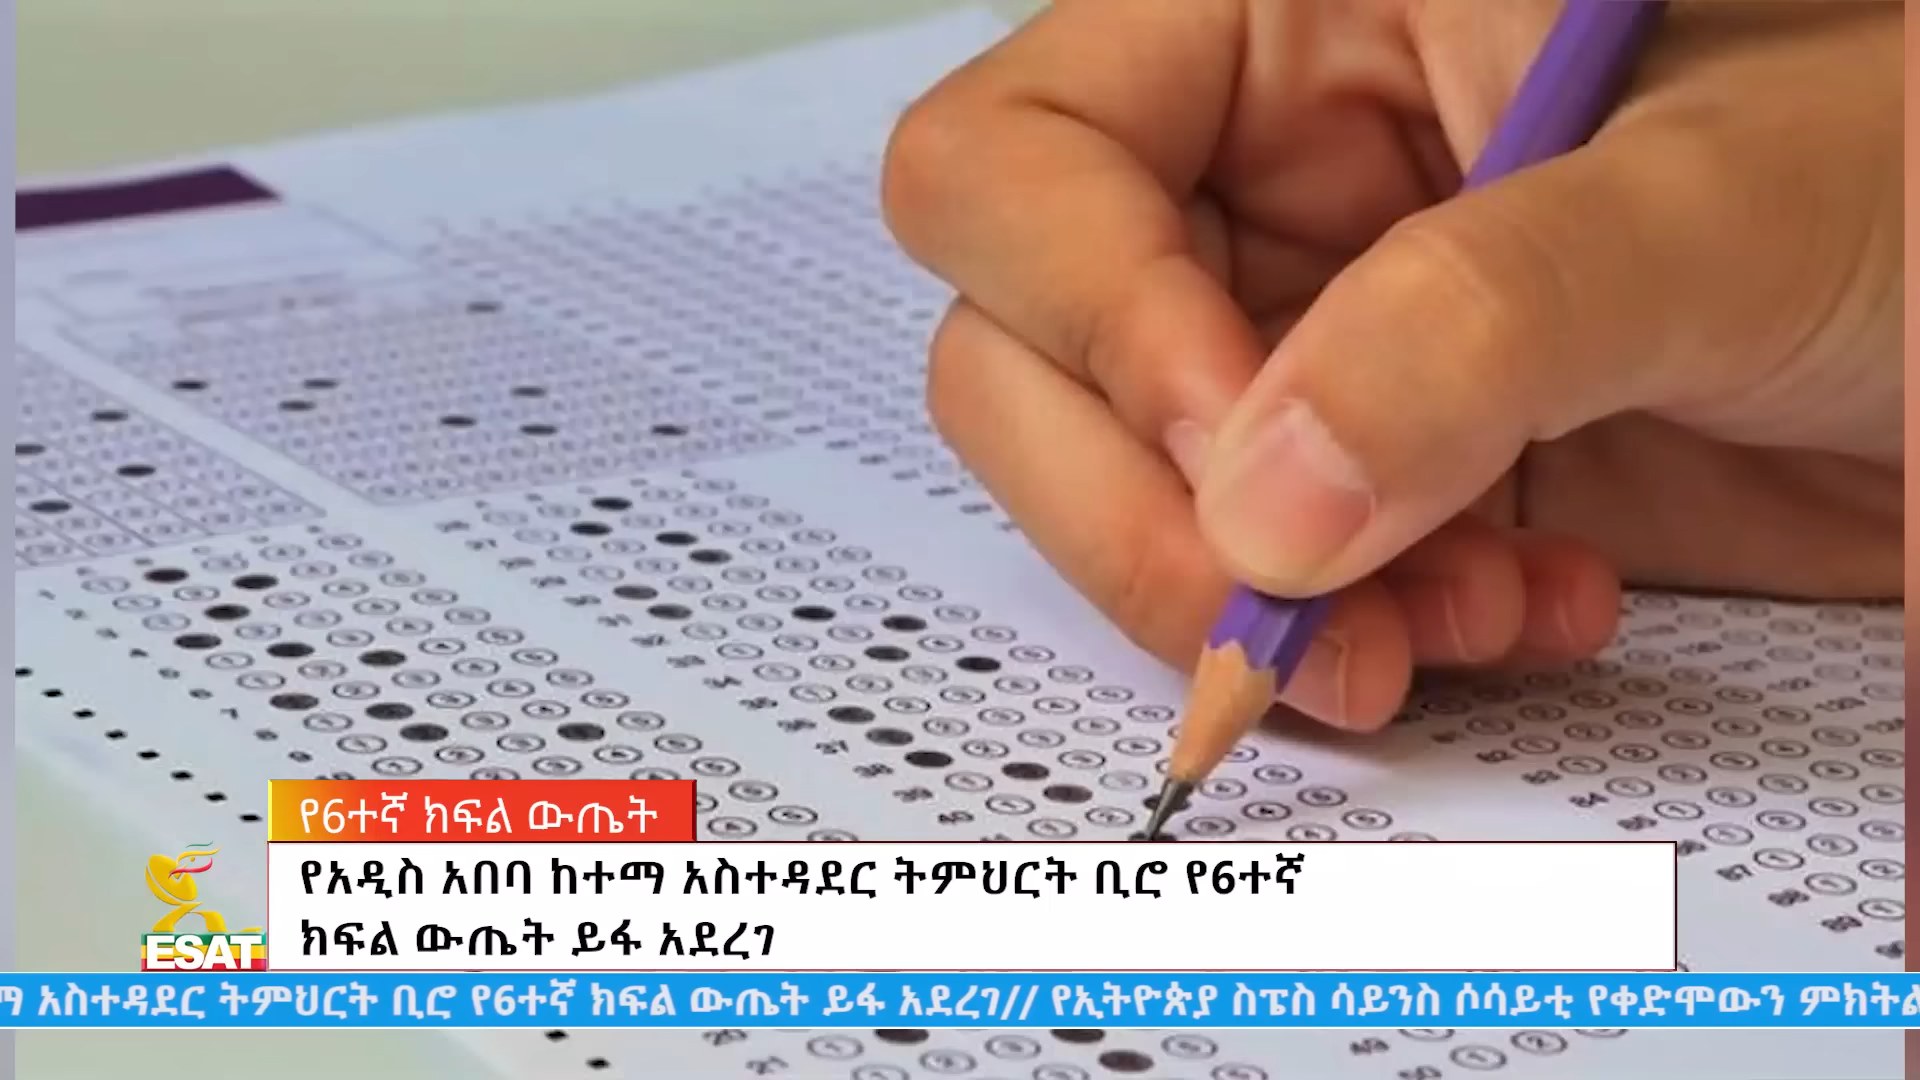 የ6ተኛ ክፍል ውጤት
የአዲስ አበባ ከተማ አስተዳደር ትምህርት ቢሮ የ6ተኛ
ክፍል ውጤት ይፋ አደረገ
ESAT
ማ አስተዳደር ትምህርት ቢሮ የ6ተኛ ክፍል ውጤት ይፋ አደረገ// የኢትዮጵያ ስፔስ ሳይንስ ሶሳይቲ የቀድሞውን ምክትል